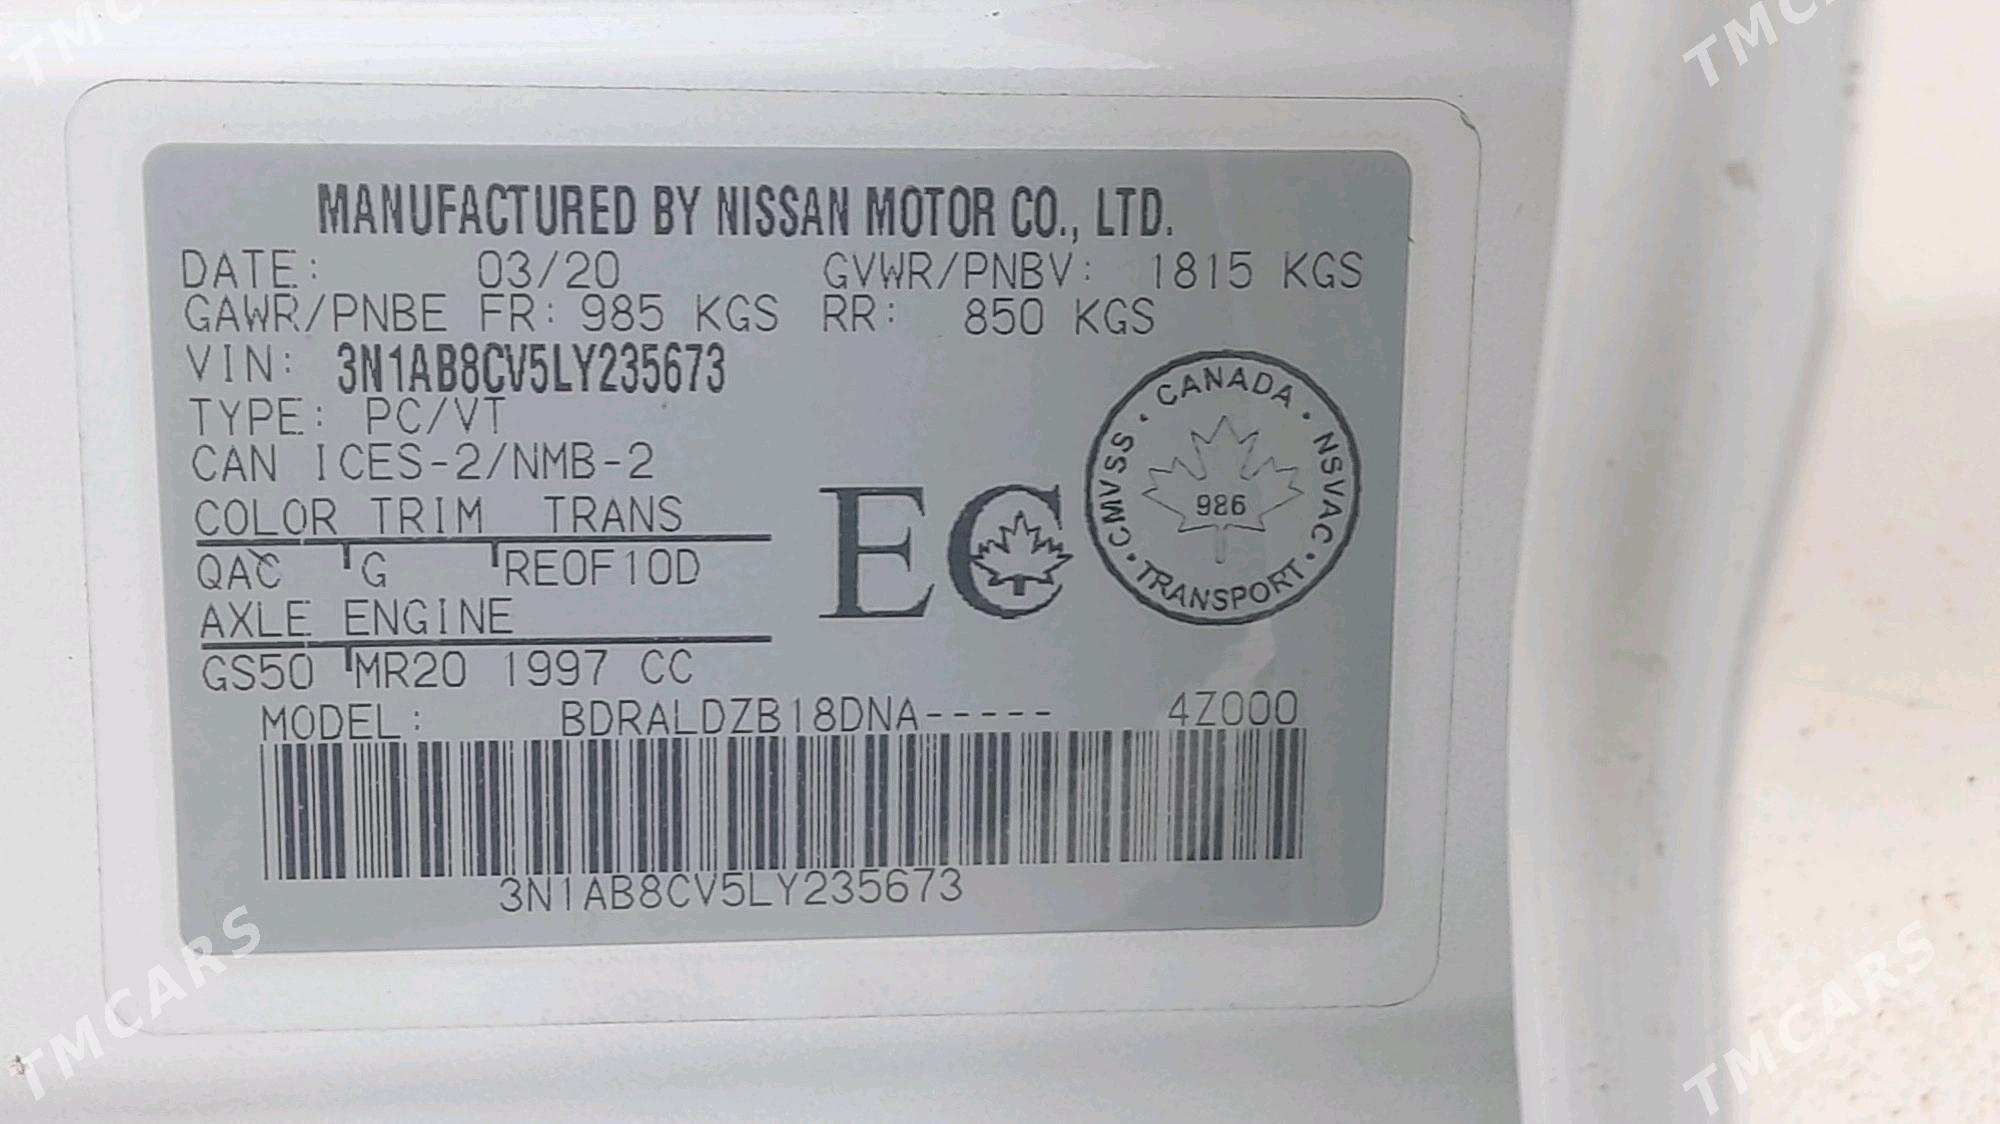 MANUFACTURED BY NISSAN MOTOR CO., LTD.
DATE: 03/20 GVWR/PNBV: 1815 KGS
GAWR/PNBE FR: 985 KGS RR: 850 KGS
VIN: 3N1AB8CV5LY235673
TYPE: PC/VT
CAN ICES-2/NMB-2
COLOR TRIM TRANS
QAC G RE0F10D
AXLE ENGINE
GS50 MR20 1997 CC
EC
CANADA · NSVAC · TRANSPORT · CMVSS ·
986
MODEL: BDRALDZB18DNA----- 4Z000
3N1AB8CV5LY235673
TMCARS
TMCARS